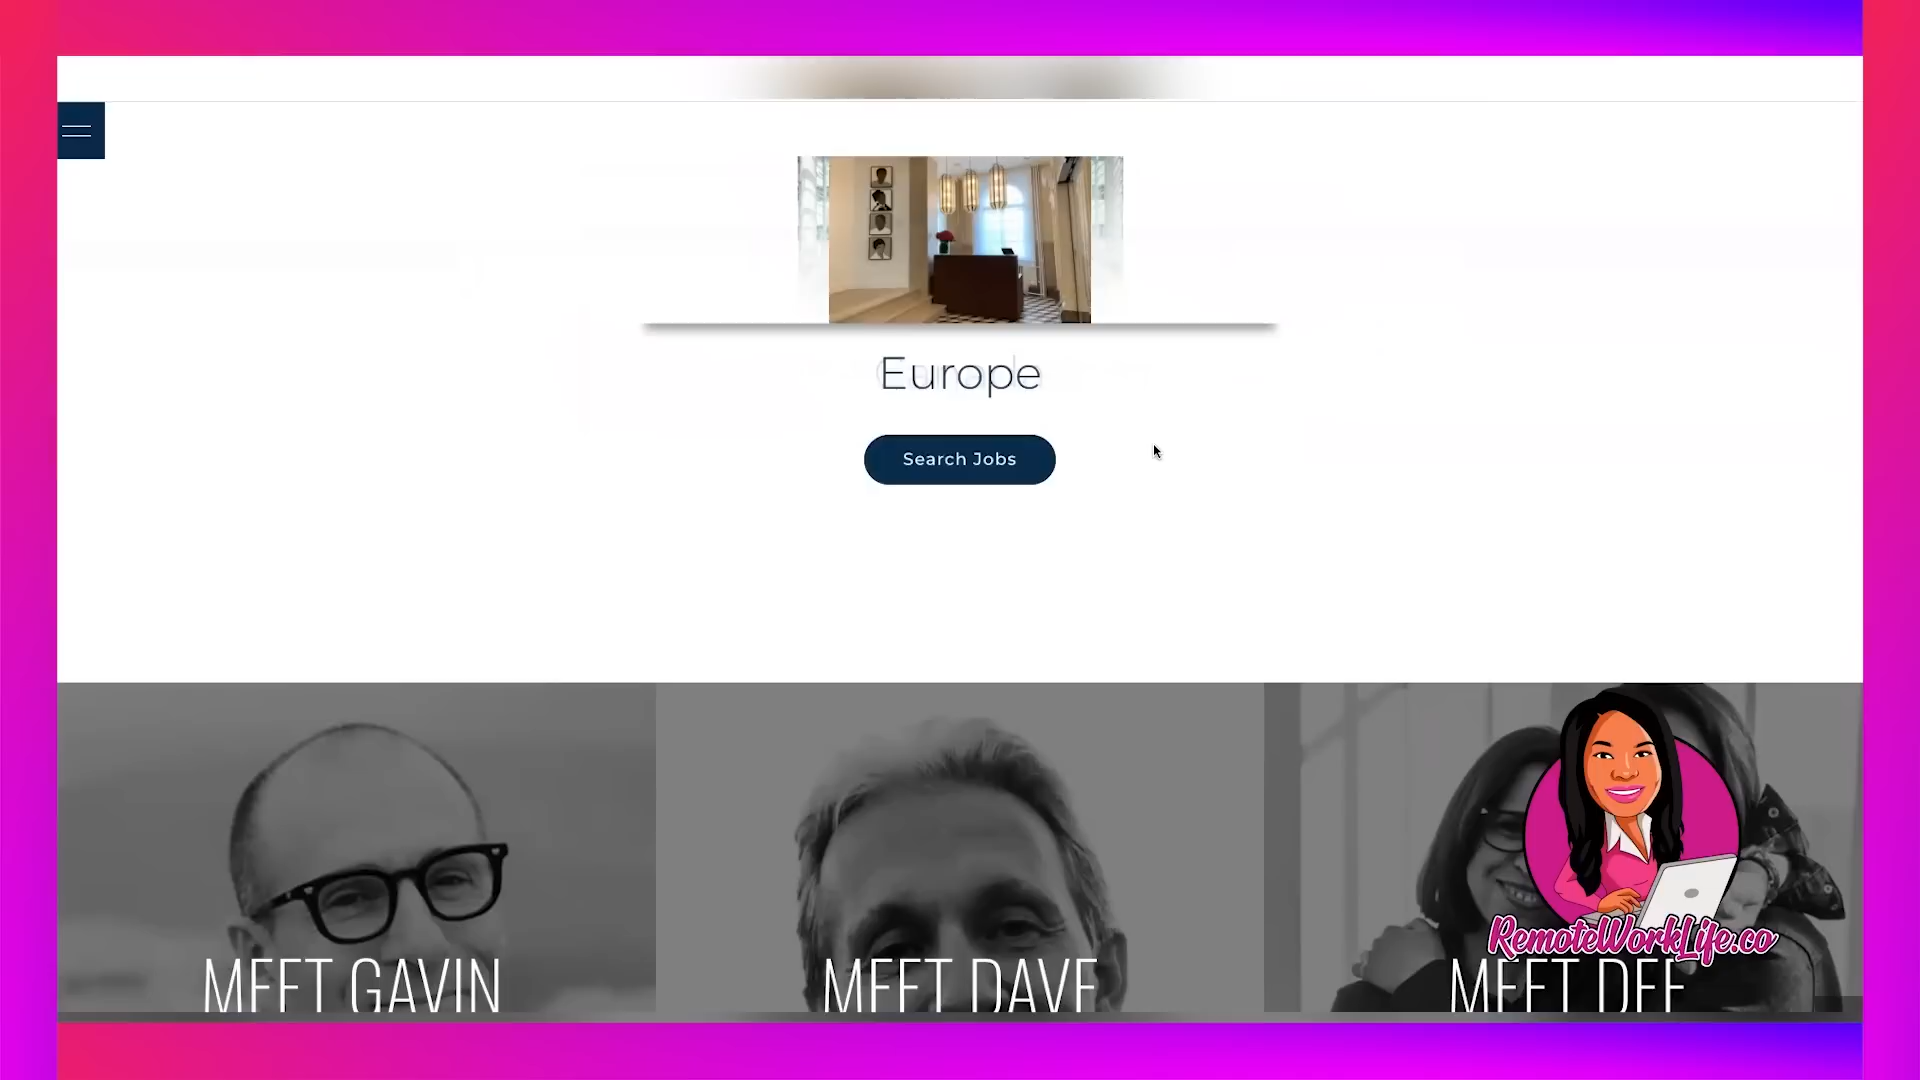 Europe
Search Jobs
MEET GAVIN
MEET DAVE
MEET DEE
RemoteWorkLife.co